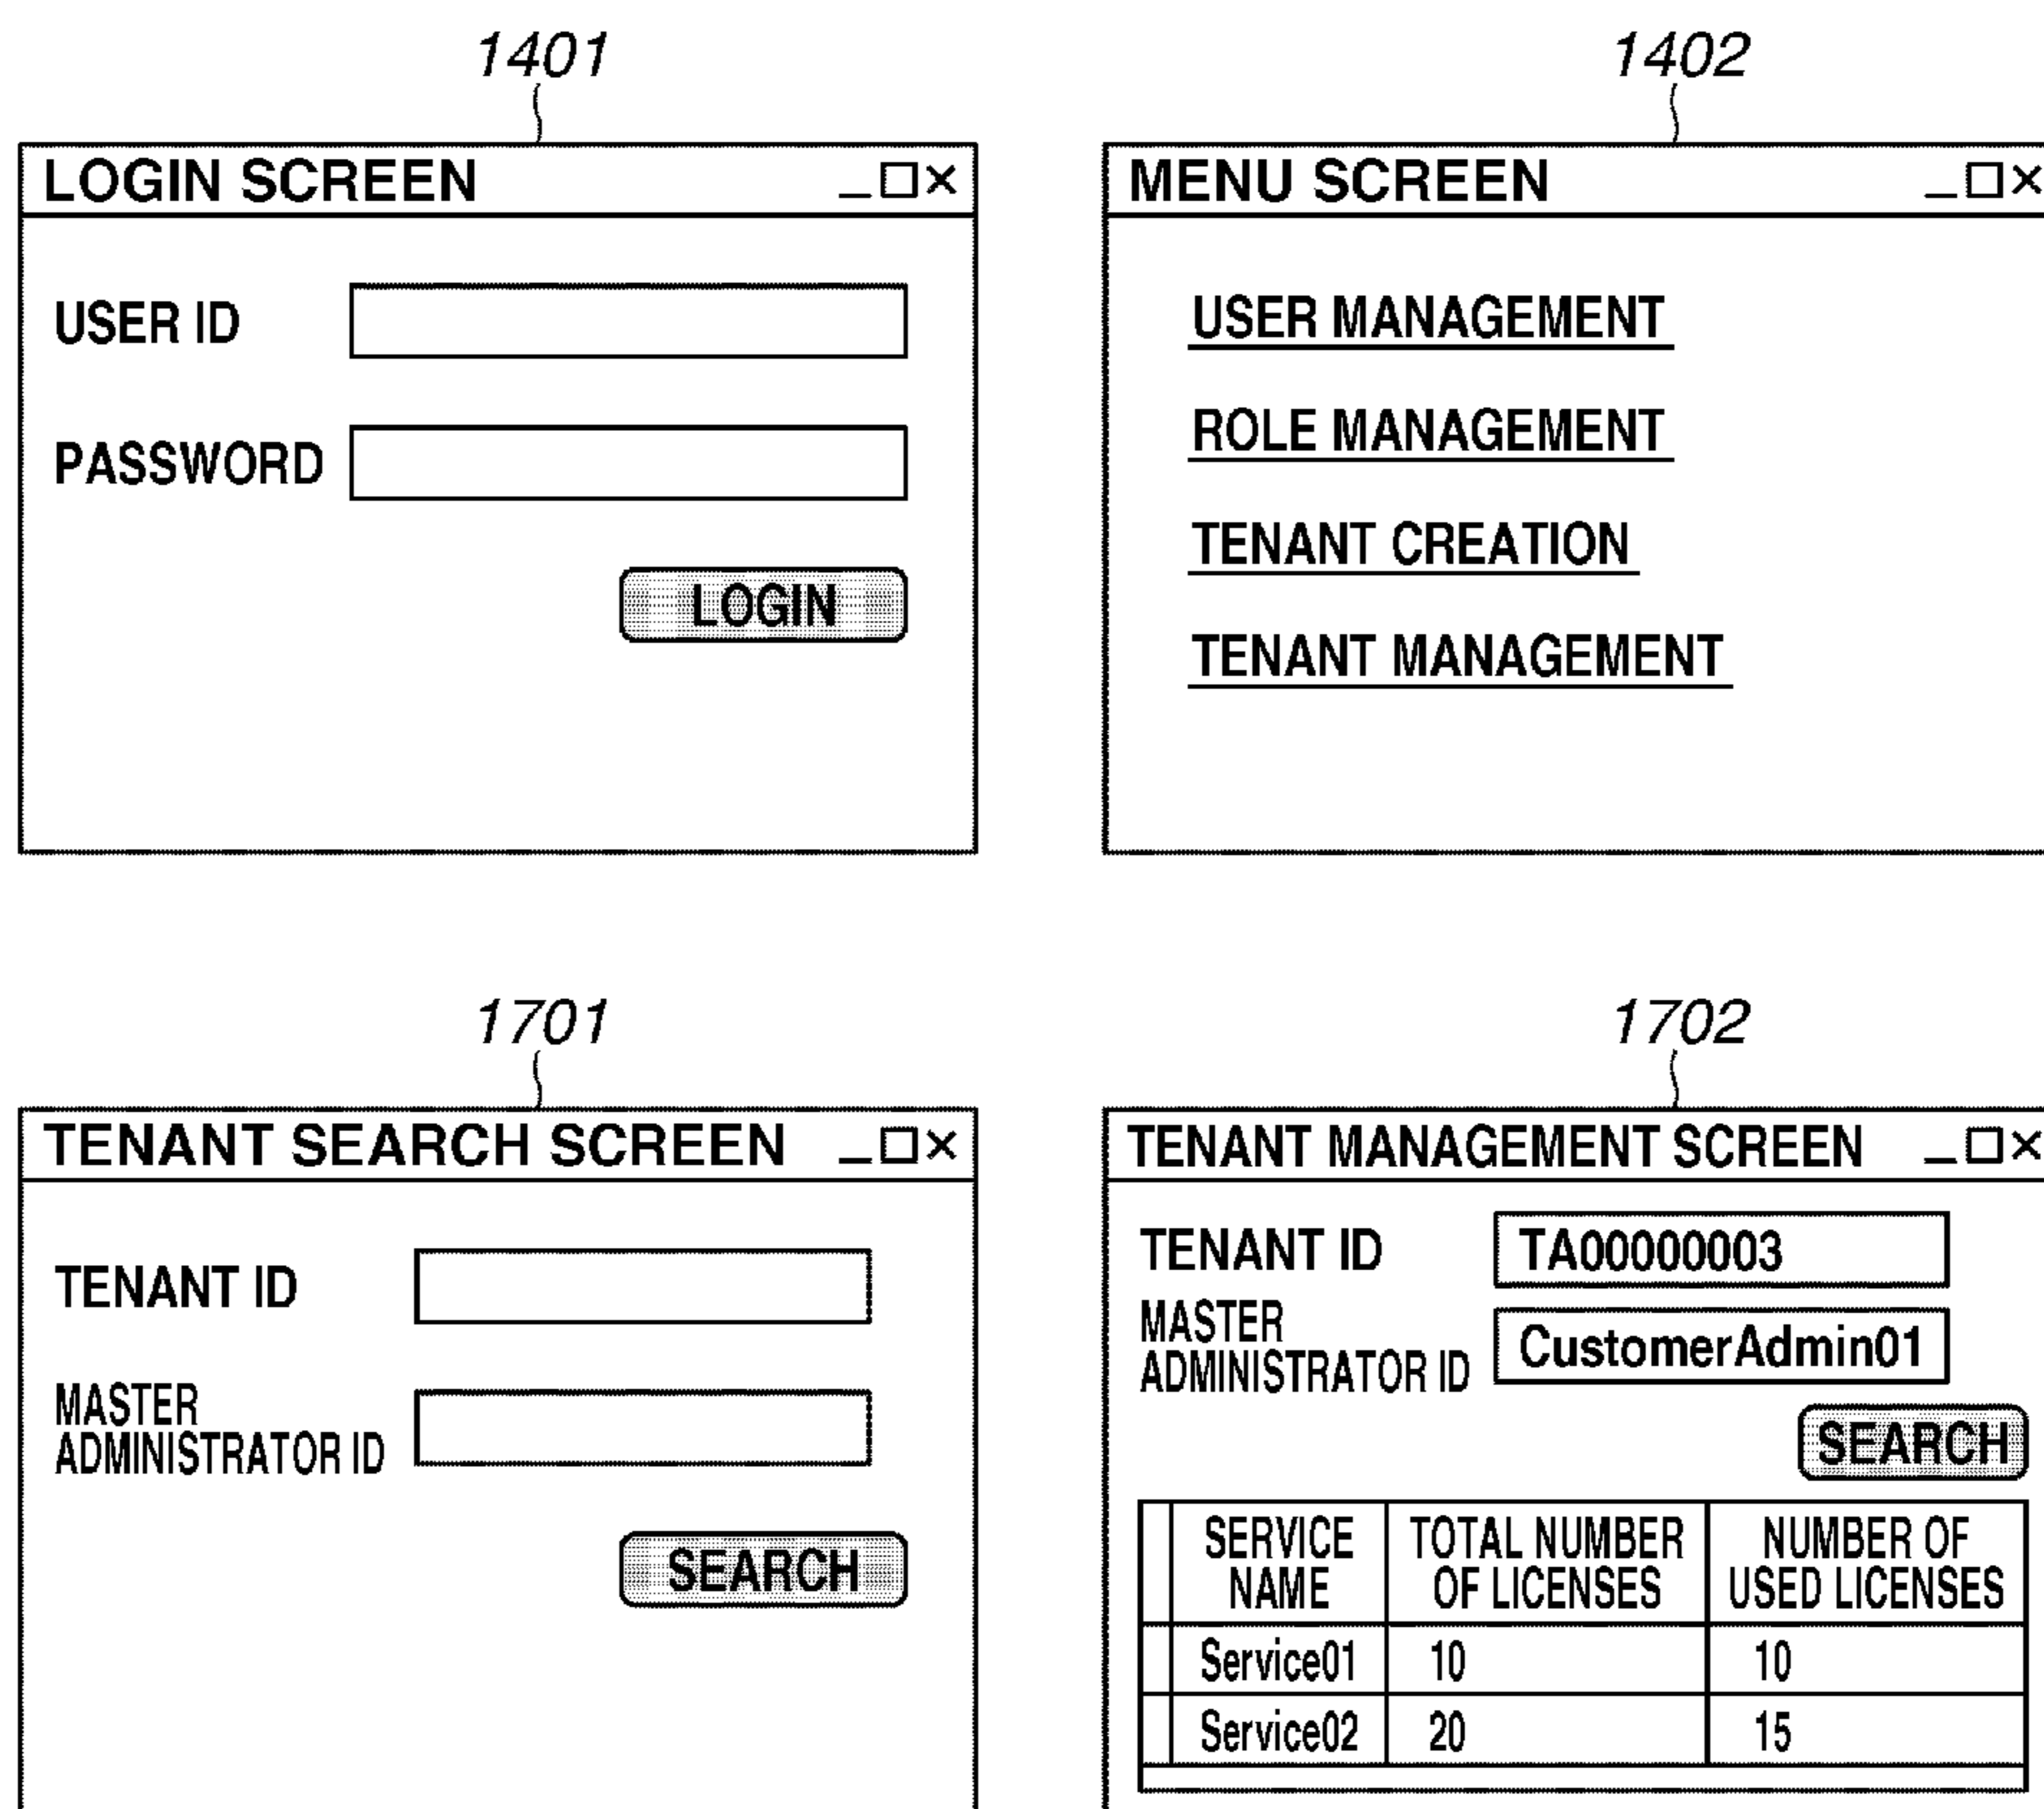 1401
LOGIN SCREEN
USER ID
PASSWORD
LOGIN
1402
MENU SCREEN
USER MANAGEMENT
ROLE MANAGEMENT
TENANT CREATION
TENANT MANAGEMENT
1701
TENANT SEARCH SCREEN
TENANT ID
MASTER
ADMINISTRATOR ID
SEARCH
1702
TENANT MANAGEMENT SCREEN
TENANT ID TA00000003
MASTER
ADMINISTRATOR ID CustomerAdmin01
SEARCH
SERVICE NAME TOTAL NUMBER OF LICENSES NUMBER OF USED LICENSES
Service01 10 10
Service02 20 15